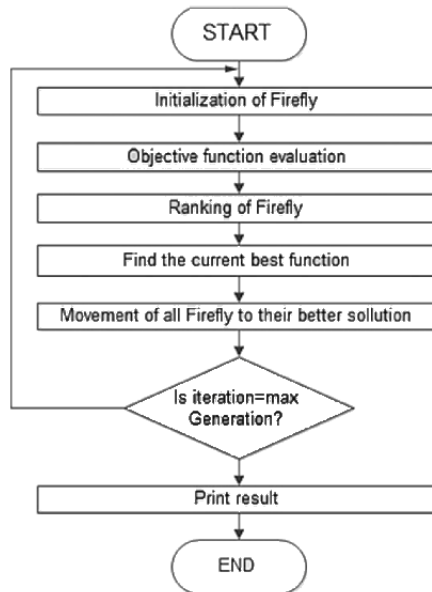 START
Initialization of Firefly
Objective function evaluation
Ranking of Firefly
Find the current best function
Movement of all Firefly to their better sollution
Is iteration=max
Generation?
Print result
END